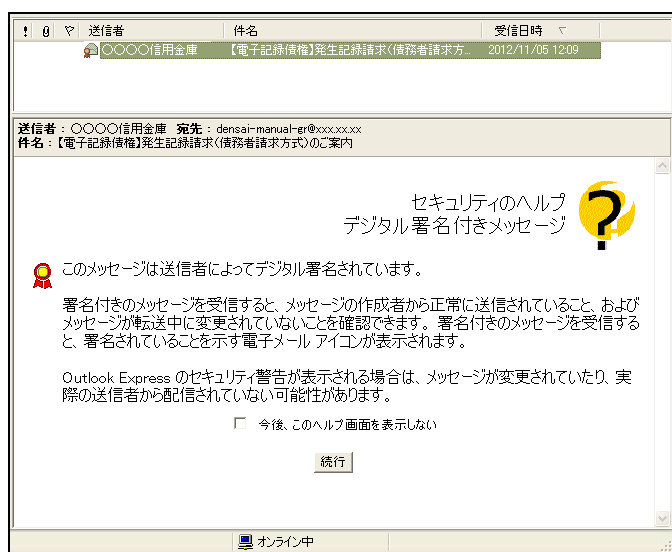 送信者 件名 受信日時
〇〇〇〇信用金庫 【電子記録債権】発生記録請求(債務者請求方... 2012/11/05 12:09
送信者:〇〇〇〇信用金庫 宛先:densai-manual-gr@xxx.xx.xx
件名:【電子記録債権】発生記録請求(債務者請求方式)のご案内
セキュリティのヘルプ
デジタル署名付きメッセージ
このメッセージは送信者によってデジタル署名されています。
署名付きのメッセージを受信すると、メッセージの作成者から正常に送信されていること、および
メッセージが転送中に変更されていないことを確認できます。署名付きのメッセージを受信する
と、署名されていることを示す電子メール アイコンが表示されます。
Outlook Express のセキュリティ警告が表示される場合は、メッセージが変更されていたり、実
際の送信者から配信されていない可能性があります。
今後、このヘルプ画面を表示しない
続行
オンライン中